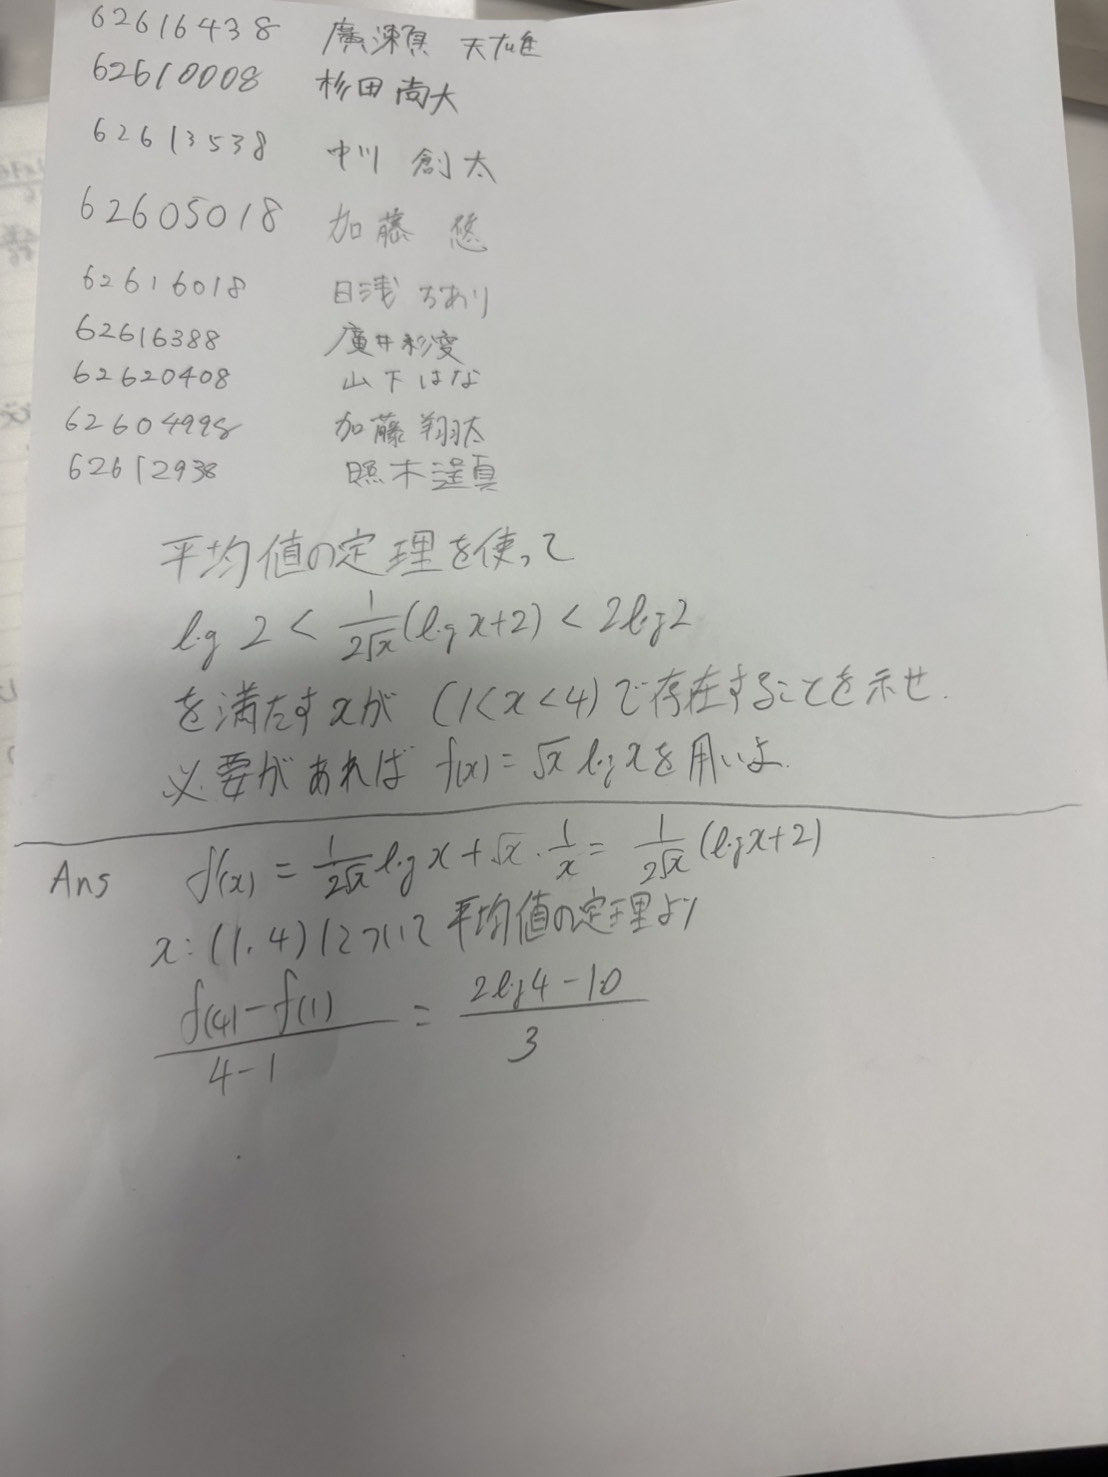 62616438 廣瀬 天雄
62610008 杉田尚大
62613538 中川 創太
62605018 加藤 悠
62616018 日浅 ちあり
62616388 廣井彩愛
62620408 山下はな
62604998 加藤翔太
62612938 照木遥真
平均値の定理を使って
log 2 < 1/(2√x) (log x+2) < 2log2
を満たすxが (1<x<4)で存在することを示せ.
必要があれば f(x) = √x log xを用いよ.
Ans f'(x) = 1/(2√x) log x + √x · 1/x = 1/(2√x) (log x+2)
x: (1, 4)について平均値の定理より
(f(4) - f(1))/(4-1) = (2log4 - 1·0)/3